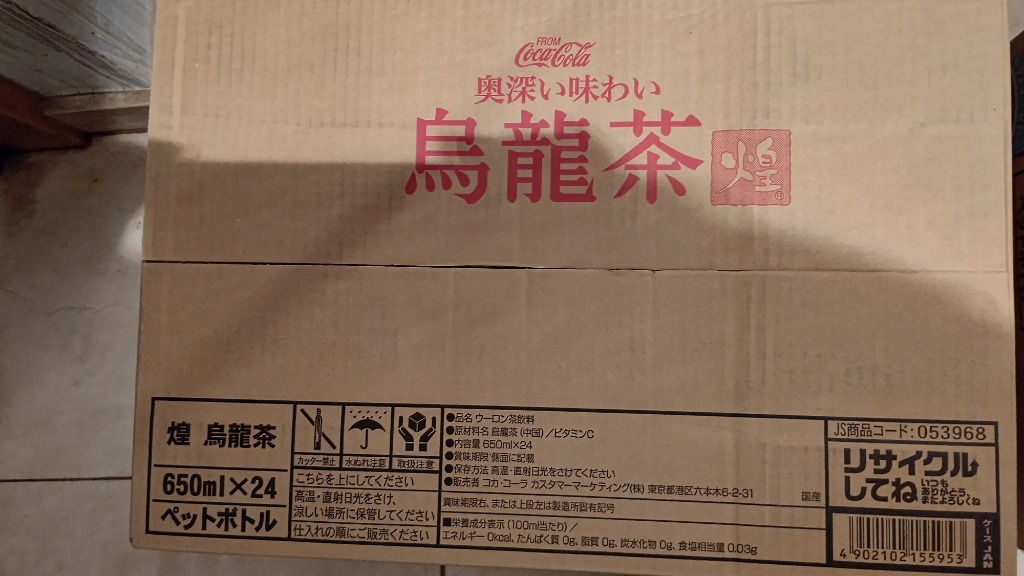 FROM
Coca-Cola
奥深い味わい
烏龍茶 煌
煌 烏龍茶
650ml×24
ペットボトル
カッター禁止 水ぬれ注意 取扱注意
こちらを上にしてください
高温・直射日光をさけ、
涼しい場所に保管してください
仕入れの順にご販売ください
●品名 ウーロン茶飲料
●原材料名 烏龍茶(中国)／ビタミンC
●内容量 650ml×24
●賞味期限 側面に記載
●保存方法 高温・直射日光をさけてください
●販売者 コカ・コーラ カスタマーマーケティング(株) 東京都港区六本木6-2-31
国産
賞味期限右、または上段左は製造所固有記号
■栄養成分表示(100ml当たり)／
エネルギー 0kcal、たんぱく質 0g、脂質 0g、炭水化物 0g、食塩相当量 0.03g
JS商品コード:053968
リサイクル
してね
いつも
ありがとう、
またよろしくね
4 902102 155953
ケースJAN